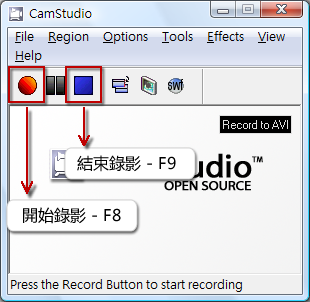 CamStudio
File Region Options Tools Effects View
Help
SWF
Record to AVI
結束錄影 - F9
udio™
OPEN SOURCE
開始錄影 - F8
Press the Record Button to start recording